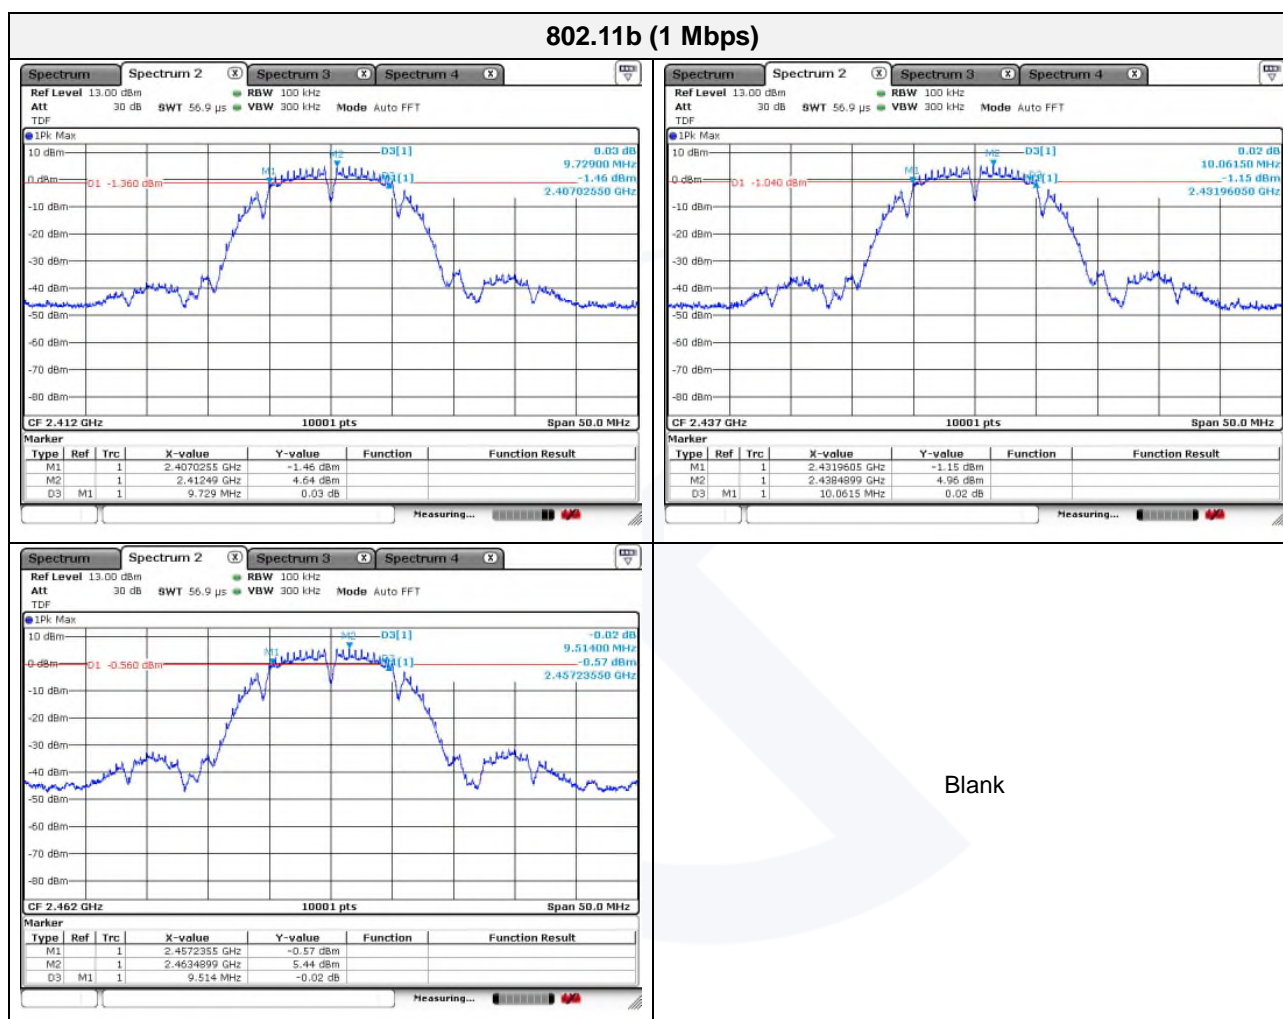 802.11b (1 Mbps)
Spectrum Spectrum 2 X Spectrum 3 X Spectrum 4 X
Ref Level 13.00 dBm RBW 100 kHz
Att 30 dB SWT 56.9 µs VBW 300 kHz Mode Auto FFT
TDF
1Pk Max
10 dBm M2 D3[1] 0.03 dB
9.72900 MHz
0 dBm D1 -1.360 dBm M1 M1[1] -1.46 dBm
2.40702550 GHz
-10 dBm
-20 dBm
-30 dBm
-40 dBm
-50 dBm
-60 dBm
-70 dBm
-80 dBm
CF 2.412 GHz 10001 pts Span 50.0 MHz
Marker
Type Ref Trc X-value Y-value Function Function Result
M1 1 2.4070255 GHz -1.46 dBm
M2 1 2.41249 GHz 4.64 dBm
D3 M1 1 9.729 MHz 0.03 dB
Measuring...
Spectrum Spectrum 2 X Spectrum 3 X Spectrum 4 X
Ref Level 13.00 dBm RBW 100 kHz
Att 30 dB SWT 56.9 µs VBW 300 kHz Mode Auto FFT
TDF
1Pk Max
10 dBm M2 D3[1] 0.02 dB
10.06150 MHz
0 dBm D1 -1.040 dBm M1 M1[1] -1.15 dBm
2.43196050 GHz
-10 dBm
-20 dBm
-30 dBm
-40 dBm
-50 dBm
-60 dBm
-70 dBm
-80 dBm
CF 2.437 GHz 10001 pts Span 50.0 MHz
Marker
Type Ref Trc X-value Y-value Function Function Result
M1 1 2.4319605 GHz -1.15 dBm
M2 1 2.4384899 GHz 4.96 dBm
D3 M1 1 10.0615 MHz 0.02 dB
Measuring...
Spectrum Spectrum 2 X Spectrum 3 X Spectrum 4 X
Ref Level 13.00 dBm RBW 100 kHz
Att 30 dB SWT 56.9 µs VBW 300 kHz Mode Auto FFT
TDF
1Pk Max
10 dBm M2 D3[1] -0.02 dB
9.51400 MHz
0 dBm D1 -0.560 dBm M1 M1[1] -0.57 dBm
2.45723550 GHz
-10 dBm
-20 dBm
-30 dBm
-40 dBm
-50 dBm
-60 dBm
-70 dBm
-80 dBm
CF 2.462 GHz 10001 pts Span 50.0 MHz
Marker
Type Ref Trc X-value Y-value Function Function Result
M1 1 2.4572355 GHz -0.57 dBm
M2 1 2.4634899 GHz 5.44 dBm
D3 M1 1 9.514 MHz -0.02 dB
Measuring...
Blank